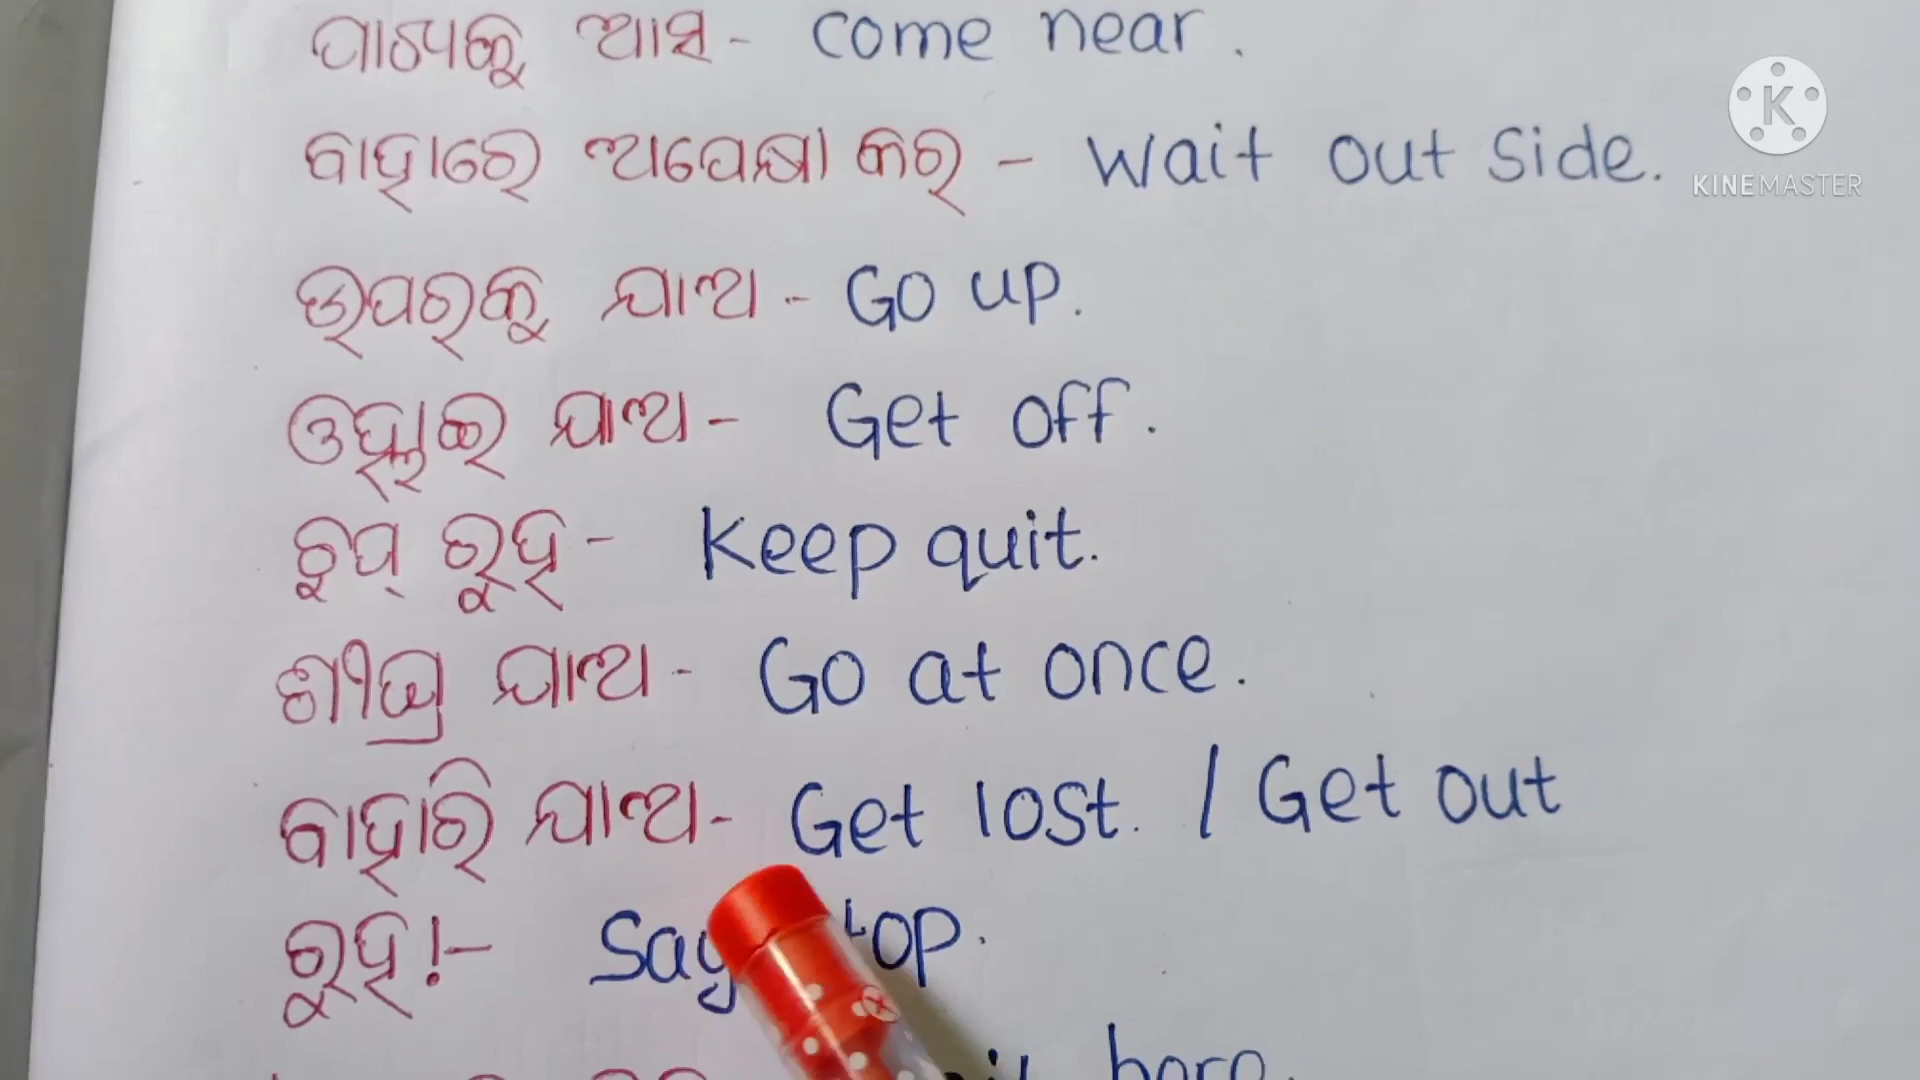 ପାଖକୁ ଆସ - come near.
ବାହାରେ ଅପେକ୍ଷା କର - wait out side.
ଉପରକୁ ଯାଅ - Go up.
ଓହ୍ଲାଇ ଯାଅ - Get off.
ଚୁପ୍ ରୁହ - Keep quit.
ଶୀଘ୍ର ଯାଅ - Go at once.
ବାହାରି ଯାଅ - Get lost. / Get out
ରୁହ!- Say
K
KINEMASTER